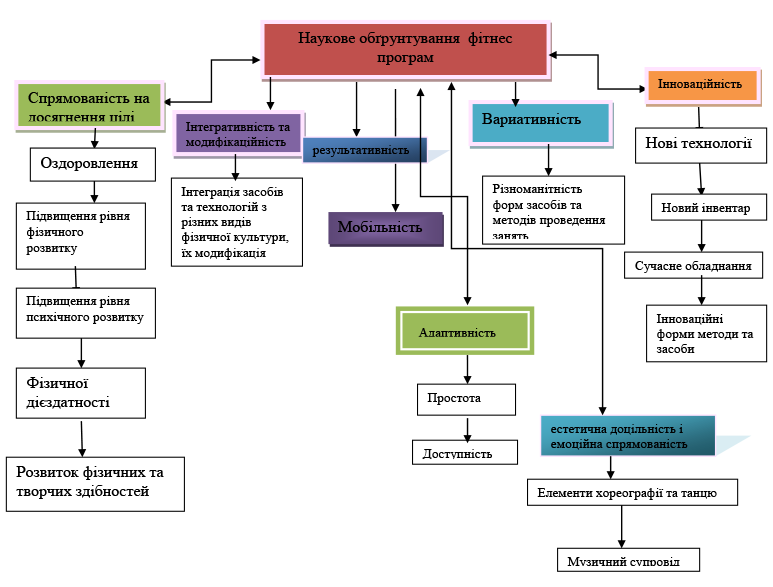 Наукове обґрунтування фітнес
програм
Спрямованість на
досягнення цілі
Оздоровлення
Підвищення рівня
фізичного
розвитку
Підвищення рівня
психічного розвитку
Фізичної
дієздатності
Розвиток фізичних та
творчих здібностей
Інтегративність та
модифікаційність
Інтеграція засобів
та технологій з
різних видів
фізичної культури,
їх модифікація
результативність
Мобільність
Адаптивність
Простота
Доступність
Вариативність
Різноманітність
форм засобів та
методів проведення
занять
естетична доцільність і
емоційна спрямованість
Елементи хореографії та танцю
Музичний супровід
Інноваційність
Нові технології
Новий інвентар
Сучасне обладнання
Інноваційні
форми методи та
засоби